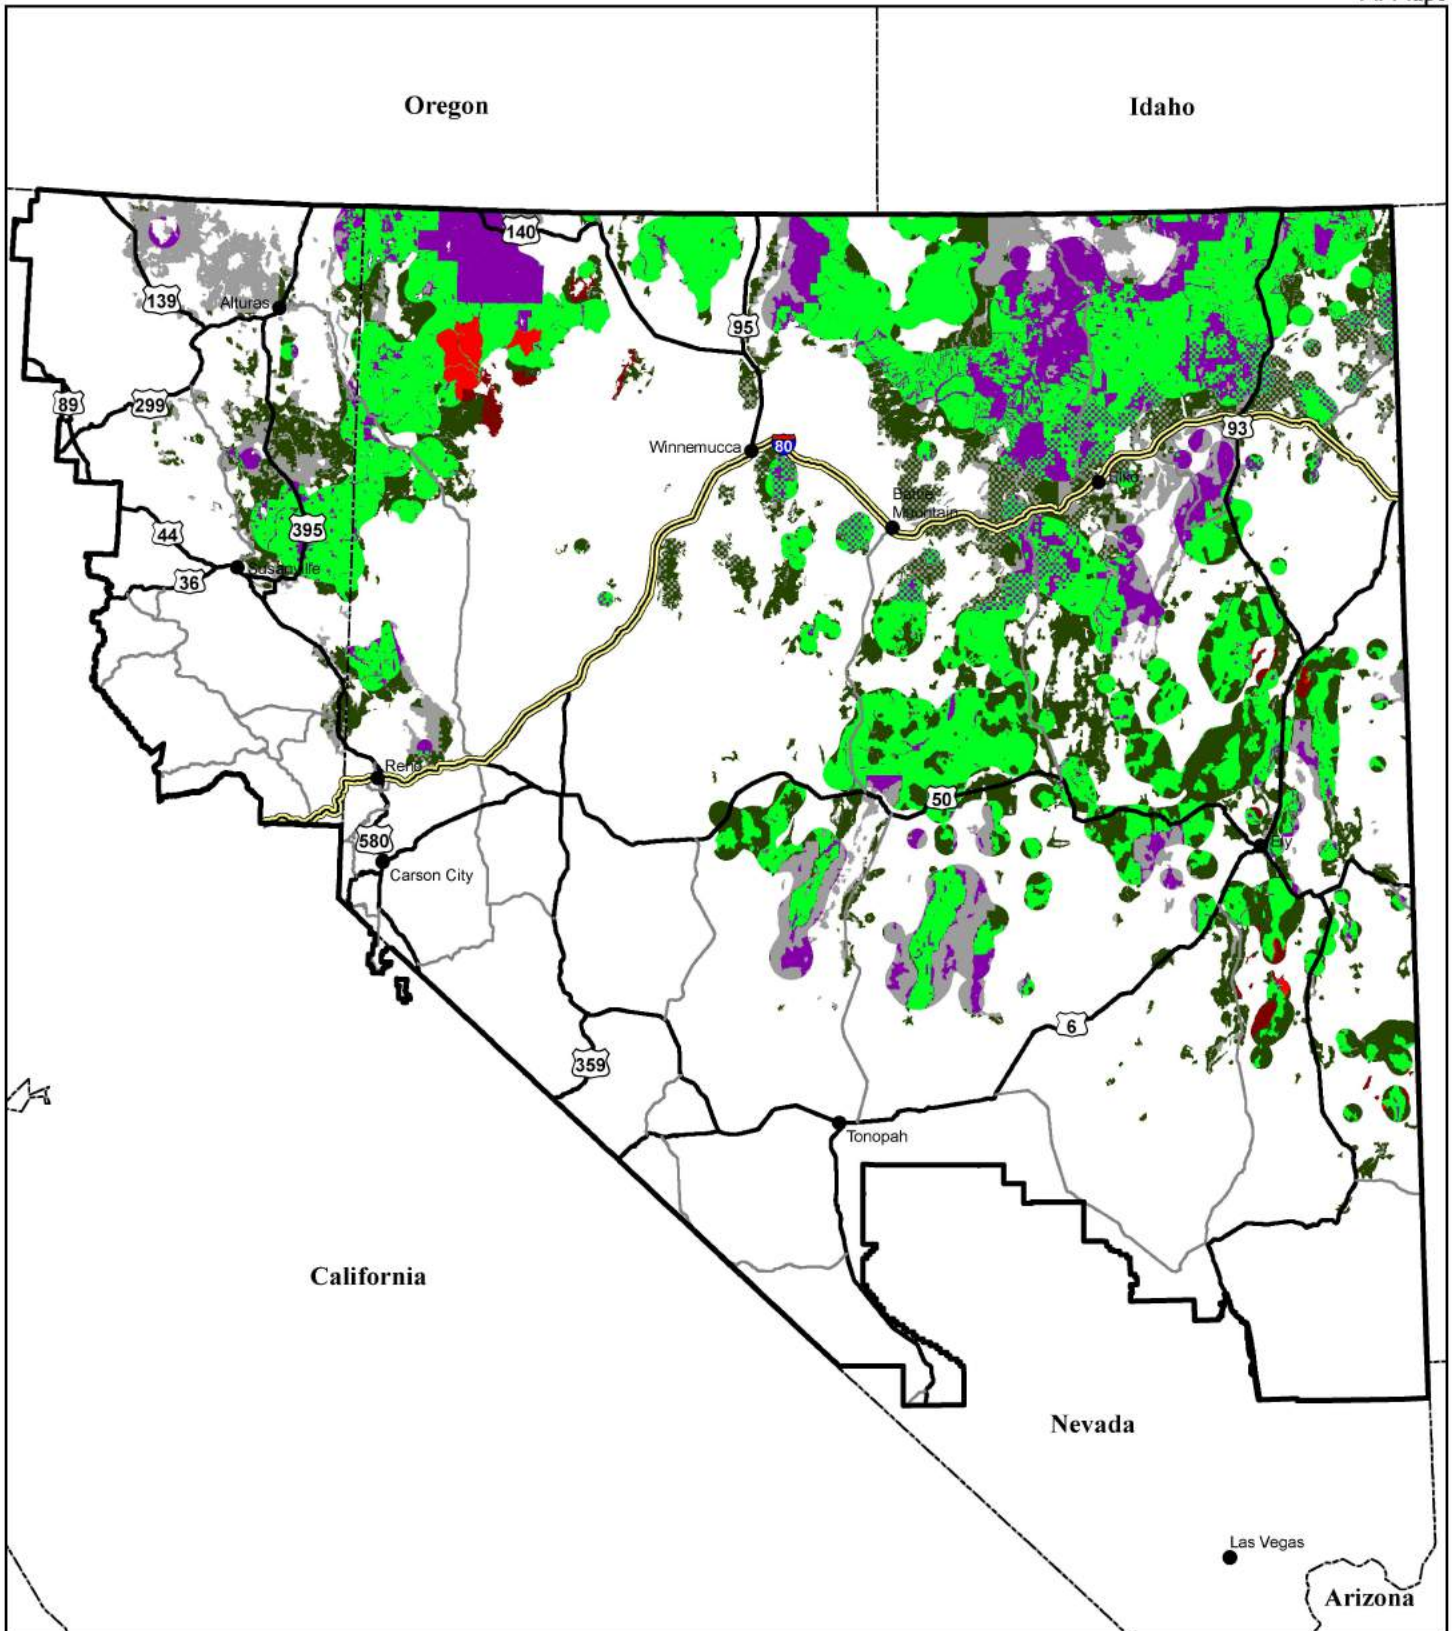 Oregon
Idaho
140
139
Alturas
95
89
299
93
Winnemucca
80
Elko
Battle
Mountain
395
44
Susanville
36
Reno
50
580
Ely
Carson City
6
359
Tonopah
California
Nevada
Las Vegas
Arizona